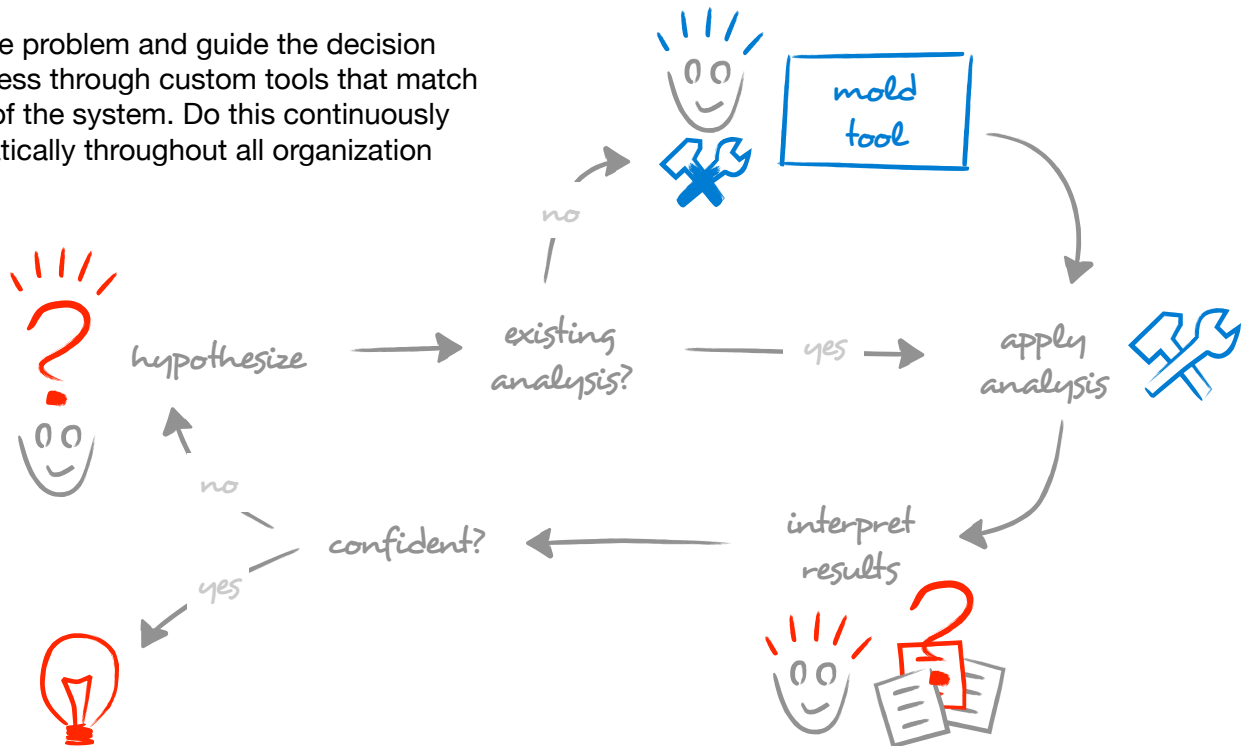 e problem and guide the decision
ess through custom tools that match
of the system. Do this continuously
atically throughout all organization
mold
tool
no
hypothesize
existing
analysis?
yes
apply
analysis
no
confident?
interpret
results
yes